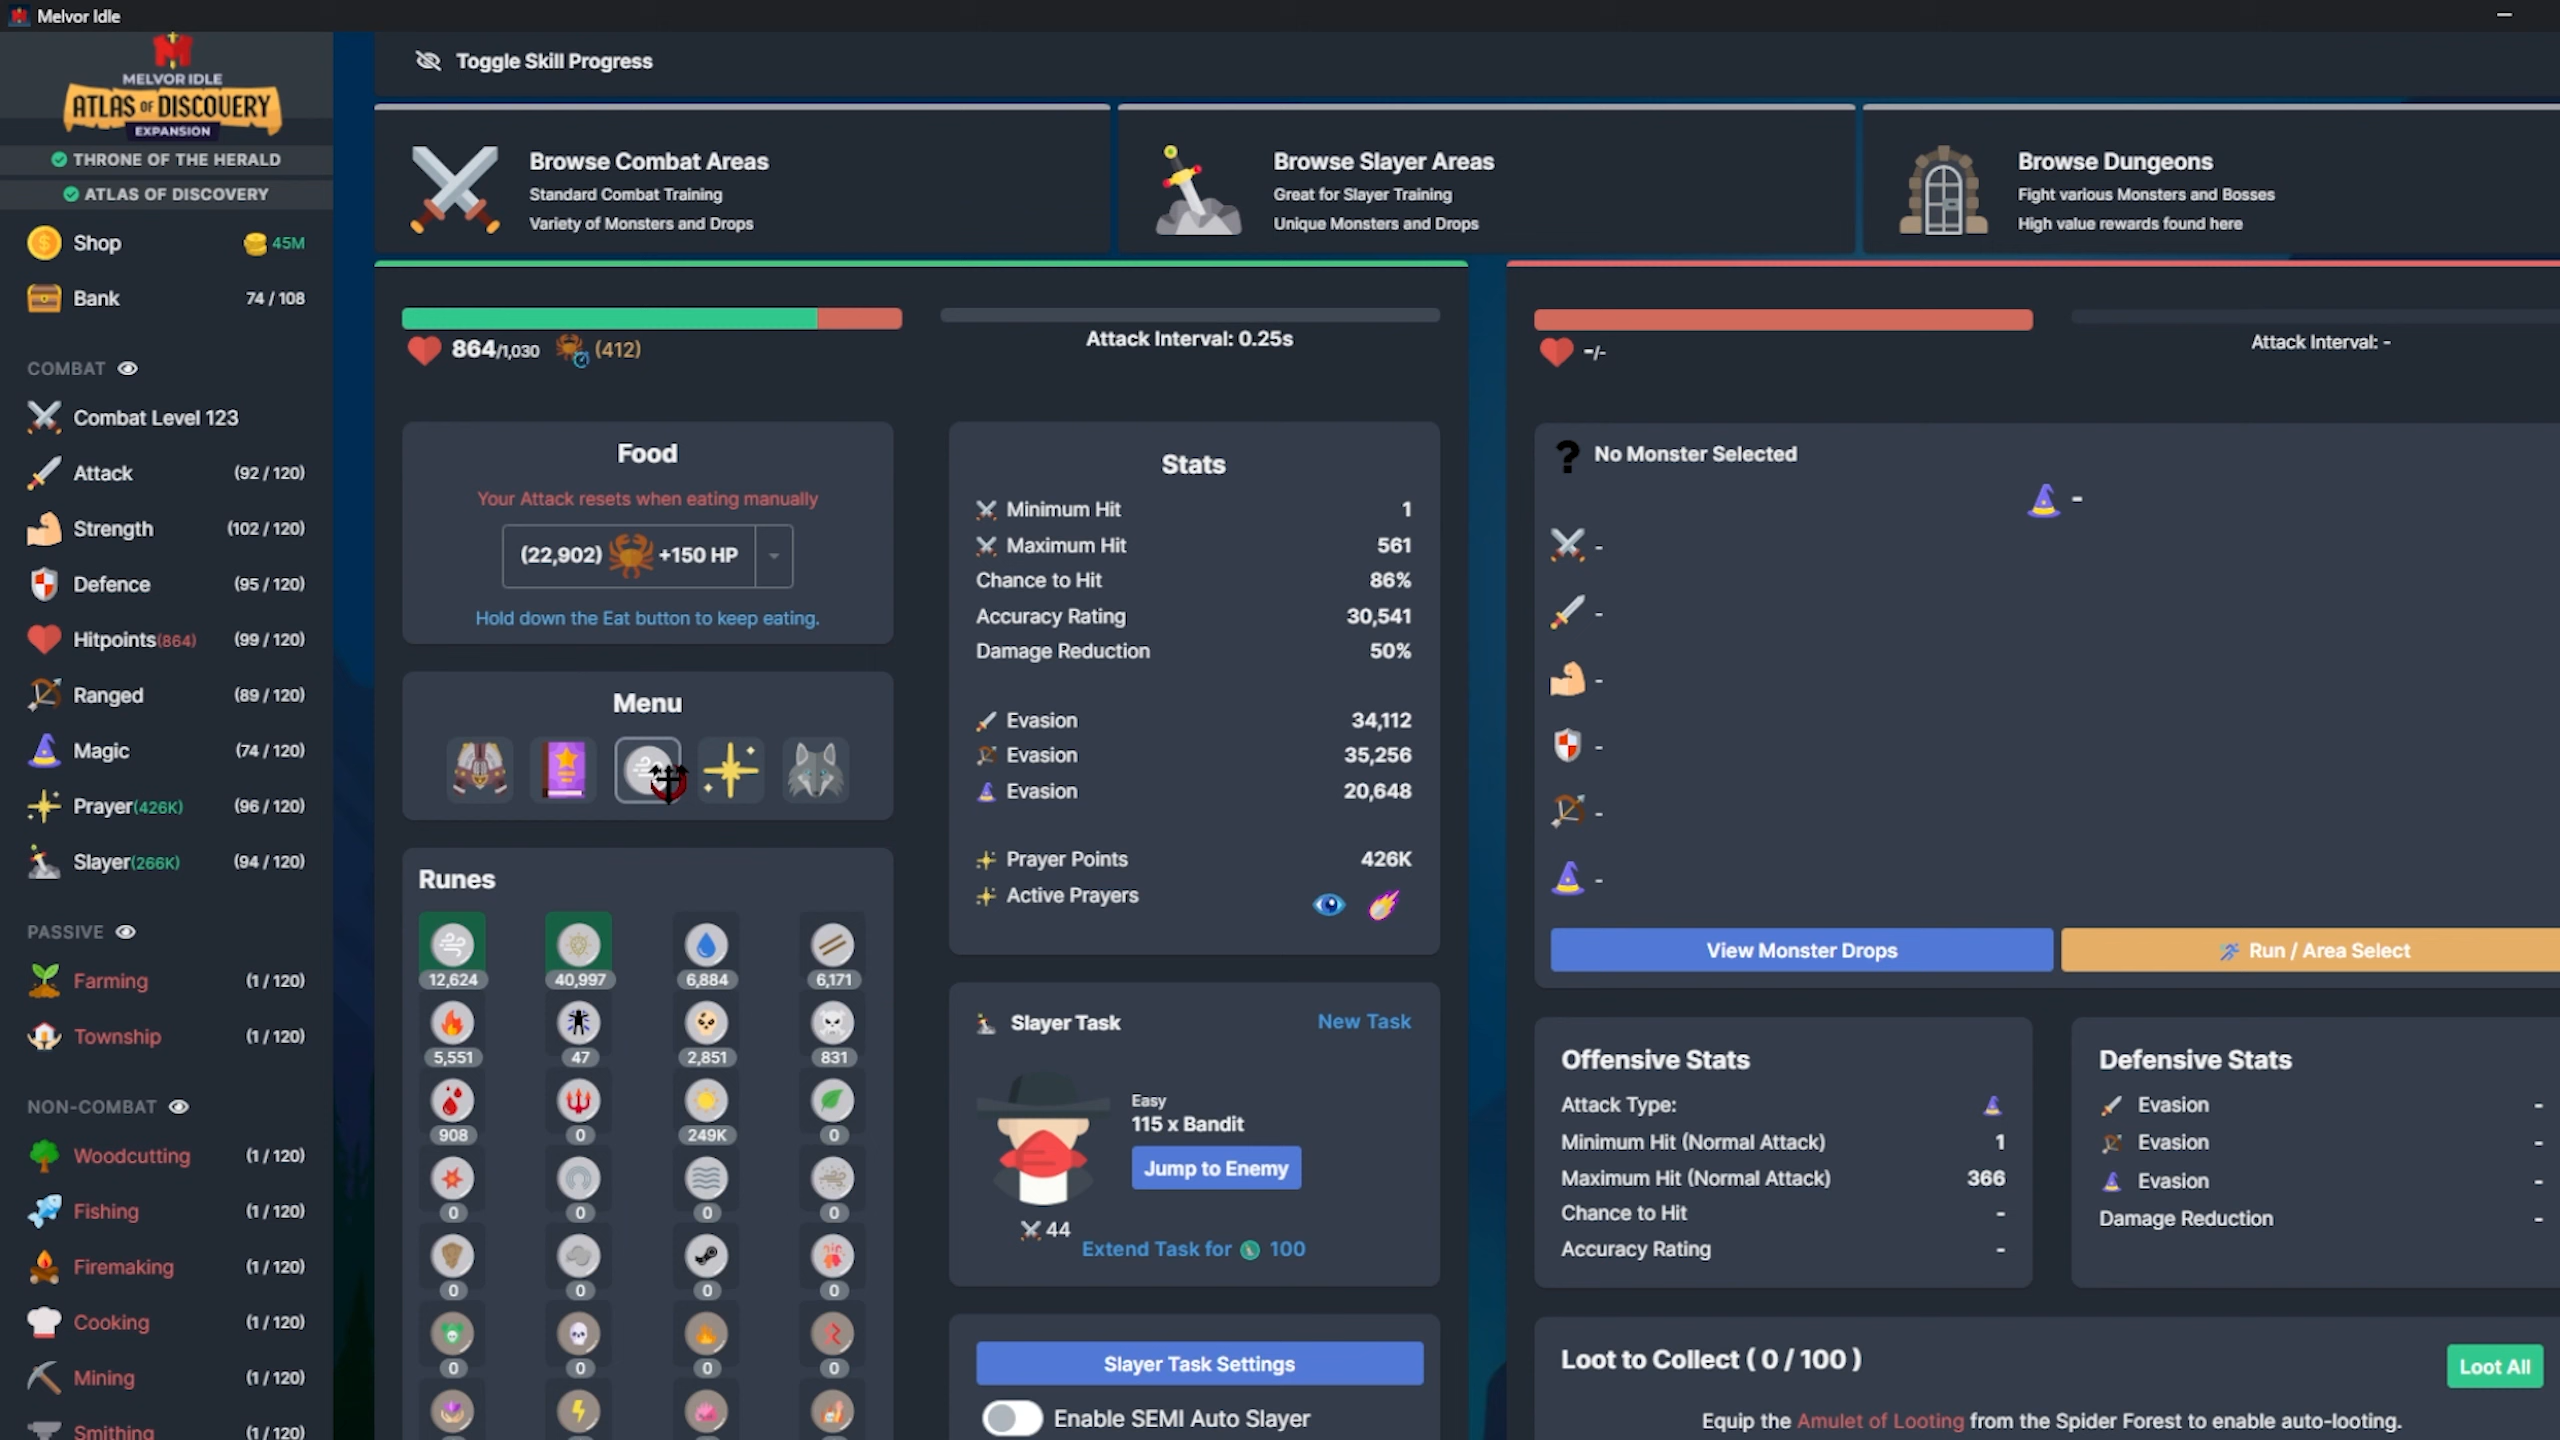 Melvor Idle
MELVOR IDLE
ATLAS OF DISCOVERY
EXPANSION
THRONE OF THE HERALD
ATLAS OF DISCOVERY
Shop 45M
Bank 74 / 108
COMBAT
Combat Level 123
Attack (92 / 120)
Strength (102 / 120)
Defence (95 / 120)
Hitpoints(864) (99 / 120)
Ranged (89 / 120)
Magic (74 / 120)
Prayer(426K) (96 / 120)
Slayer(266K) (94 / 120)
PASSIVE
Farming (1 / 120)
Township (1 / 120)
NON-COMBAT
Woodcutting (1 / 120)
Fishing (1 / 120)
Firemaking (1 / 120)
Cooking (1 / 120)
Mining (1 / 120)
Smithing (1 / 120)
Toggle Skill Progress
Browse Combat Areas
Standard Combat Training
Variety of Monsters and Drops
Browse Slayer Areas
Great for Slayer Training
Unique Monsters and Drops
Browse Dungeons
Fight various Monsters and Bosses
High value rewards found here
864/1,030 (412)
Attack Interval: 0.25s
Food
Your Attack resets when eating manually
(22,902) +150 HP
Hold down the Eat button to keep eating.
Menu
Runes
12,624 40,997 6,884 6,171
5,551 47 2,851 831
908 0 249K 0
0 0 0 0
0 0 0 0
0 0 0 0
Stats
Minimum Hit 1
Maximum Hit 561
Chance to Hit 86%
Accuracy Rating 30,541
Damage Reduction 50%
Evasion 34,112
Evasion 35,256
Evasion 20,648
Prayer Points 426K
Active Prayers
Slayer Task New Task
Easy
115 x Bandit
Jump to Enemy
44
Extend Task for 100
Slayer Task Settings
Enable SEMI Auto Slayer
-/-
Attack Interval: -
No Monster Selected
-
-
-
-
-
-
-
View Monster Drops
Run / Area Select
Offensive Stats
Attack Type:
Minimum Hit (Normal Attack) 1
Maximum Hit (Normal Attack) 366
Chance to Hit -
Accuracy Rating -
Defensive Stats
Evasion -
Evasion -
Evasion -
Damage Reduction -
Loot to Collect ( 0 / 100 )
Loot All
Equip the Amulet of Looting from the Spider Forest to enable auto-looting.